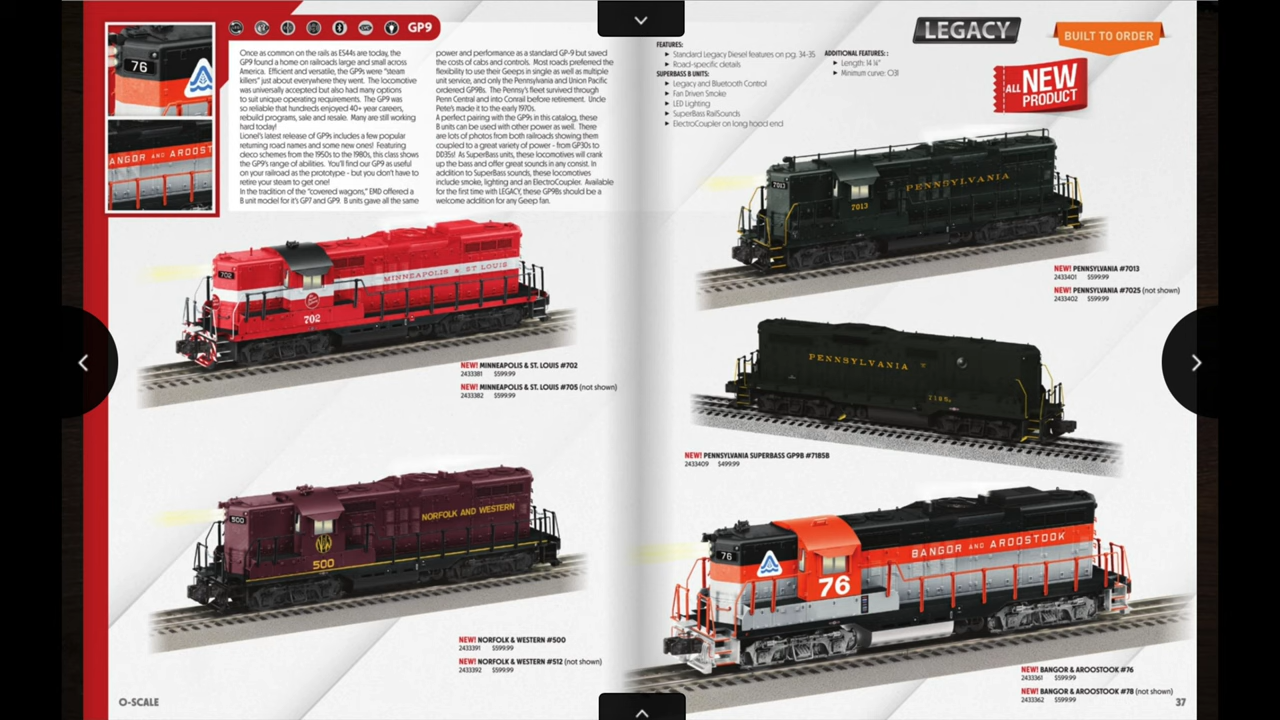 GP9
76
ANGOR AND AROOST
Once as common on the rails as ES44s are today, the
GP9 found a home on railroads large and small across
America. Efficient and versatile, the GP9s were "steam
killers" just about everywhere they went. The locomotive
was universally accepted but also had many options
to suit unique operating requirements. The GP9 was
so reliable that hundreds enjoyed 40+ year careers,
rebuild programs, sale and resale. Many are still working
hard today!
Lionel's latest release of GP9s includes a few popular
returning road names and some new ones! Featuring
deco schemes from the 1950s to the 1980s, this class shows
the GP9's range of abilities. You'll find our GP9 as useful
on your railroad as the prototype - but you don't have to
retire your steam to get one!
In the tradition of the "covered wagons," EMD offered a
B unit model for it's GP7 and GP9. B units gave all the same
power and performance as a standard GP-9 but saved
the costs of cabs and controls. Most roads preferred the
flexibility to use their Geeps in single as well as multiple
unit service, and only the Pennsylvania and Union Pacific
ordered GP9Bs. The Pennsy's fleet survived through
Penn Central and into Conrail before retirement. Uncle
Pete's made it to the early 1970s.
A perfect pairing with the GP9s in this catalog, these
B units can be used with other power as well. There
are lots of photos from both railroads showing them
coupled to a great variety of power - from GP30s to
DD35s! As SuperBass units, these locomotives will crank
up the bass and offer great sounds in any consist. In
addition to SuperBass sounds, these locomotives
include smoke, lighting and an ElectroCoupler. Available
for the first time with LEGACY, these GP9Bs should be a
welcome addition for any Geep fan.
702
MINNEAPOLIS & ST LOUIS
702
NEW! MINNEAPOLIS & ST. LOUIS #702
2433381 $599.99
NEW! MINNEAPOLIS & ST. LOUIS #705 (not shown)
2433382 $599.99
500
NORFOLK AND WESTERN
500
NEW! NORFOLK & WESTERN #500
2433391 $599.99
NEW! NORFOLK & WESTERN #512 (not shown)
2433392 $599.99
O-SCALE
FEATURES:
Standard Legacy Diesel features on pg. 34-35
Road-specific details
SUPERBASS B UNITS:
Legacy and Bluetooth Control
Fan Driven Smoke
LED Lighting
SuperBass RailSounds
ElectroCoupler on long hood end
ADDITIONAL FEATURES: :
Length: 14 ¼"
Minimum curve: O31
LEGACY
BUILT TO ORDER
ALL NEW
PRODUCT
7013
PENNSYLVANIA
7013
NEW! PENNSYLVANIA #7013
2433401 $599.99
NEW! PENNSYLVANIA #7025 (not shown)
2433402 $599.99
PENNSYLVANIA
7185B
NEW! PENNSYLVANIA SUPERBASS GP9B #7185B
2433409 $499.99
76
BANGOR AND AROOSTOOK
76
NEW! BANGOR & AROOSTOOK #76
2433361 $599.99
NEW! BANGOR & AROOSTOOK #78 (not shown)
2433362 $599.99
37